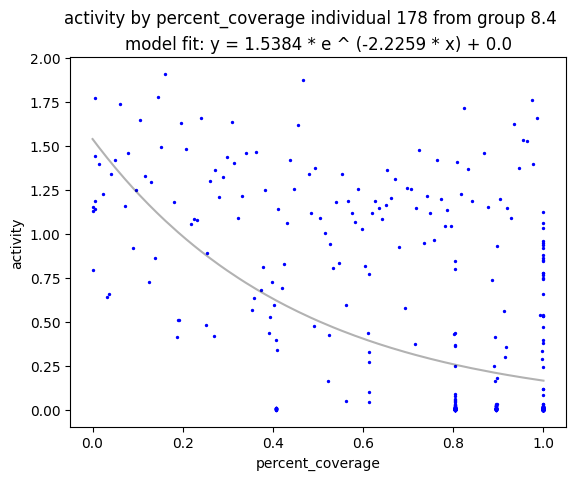 activity by percent_coverage individual 178 from group 8.4
model fit: y = 1.5384 * e ^ (-2.2259 * x) + 0.0
2.00
1.75
1.50
1.25
1.00
0.75
0.50
0.25
0.00
activity
0.0 0.2 0.4 0.6 0.8 1.0
percent_coverage